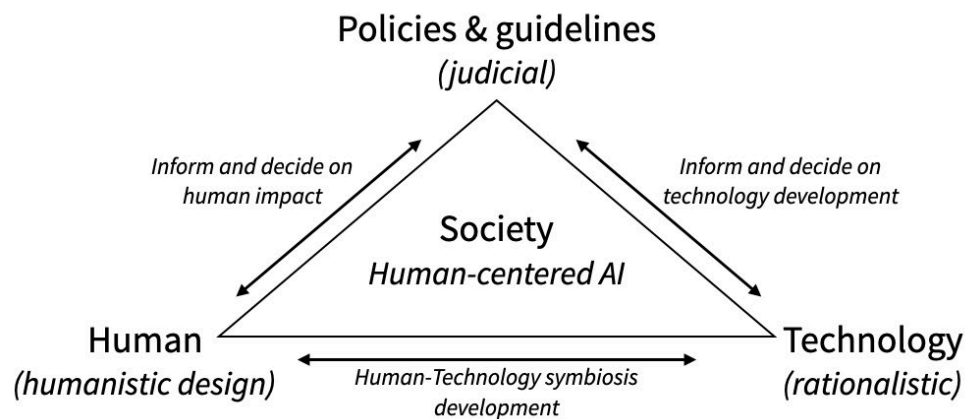 Policies & guidelines
(judicial)
Inform and decide on
human impact
Inform and decide on
technology development
Society
Human-centered AI
Human
(humanistic design)
Technology
(rationalistic)
Human-Technology symbiosis
development